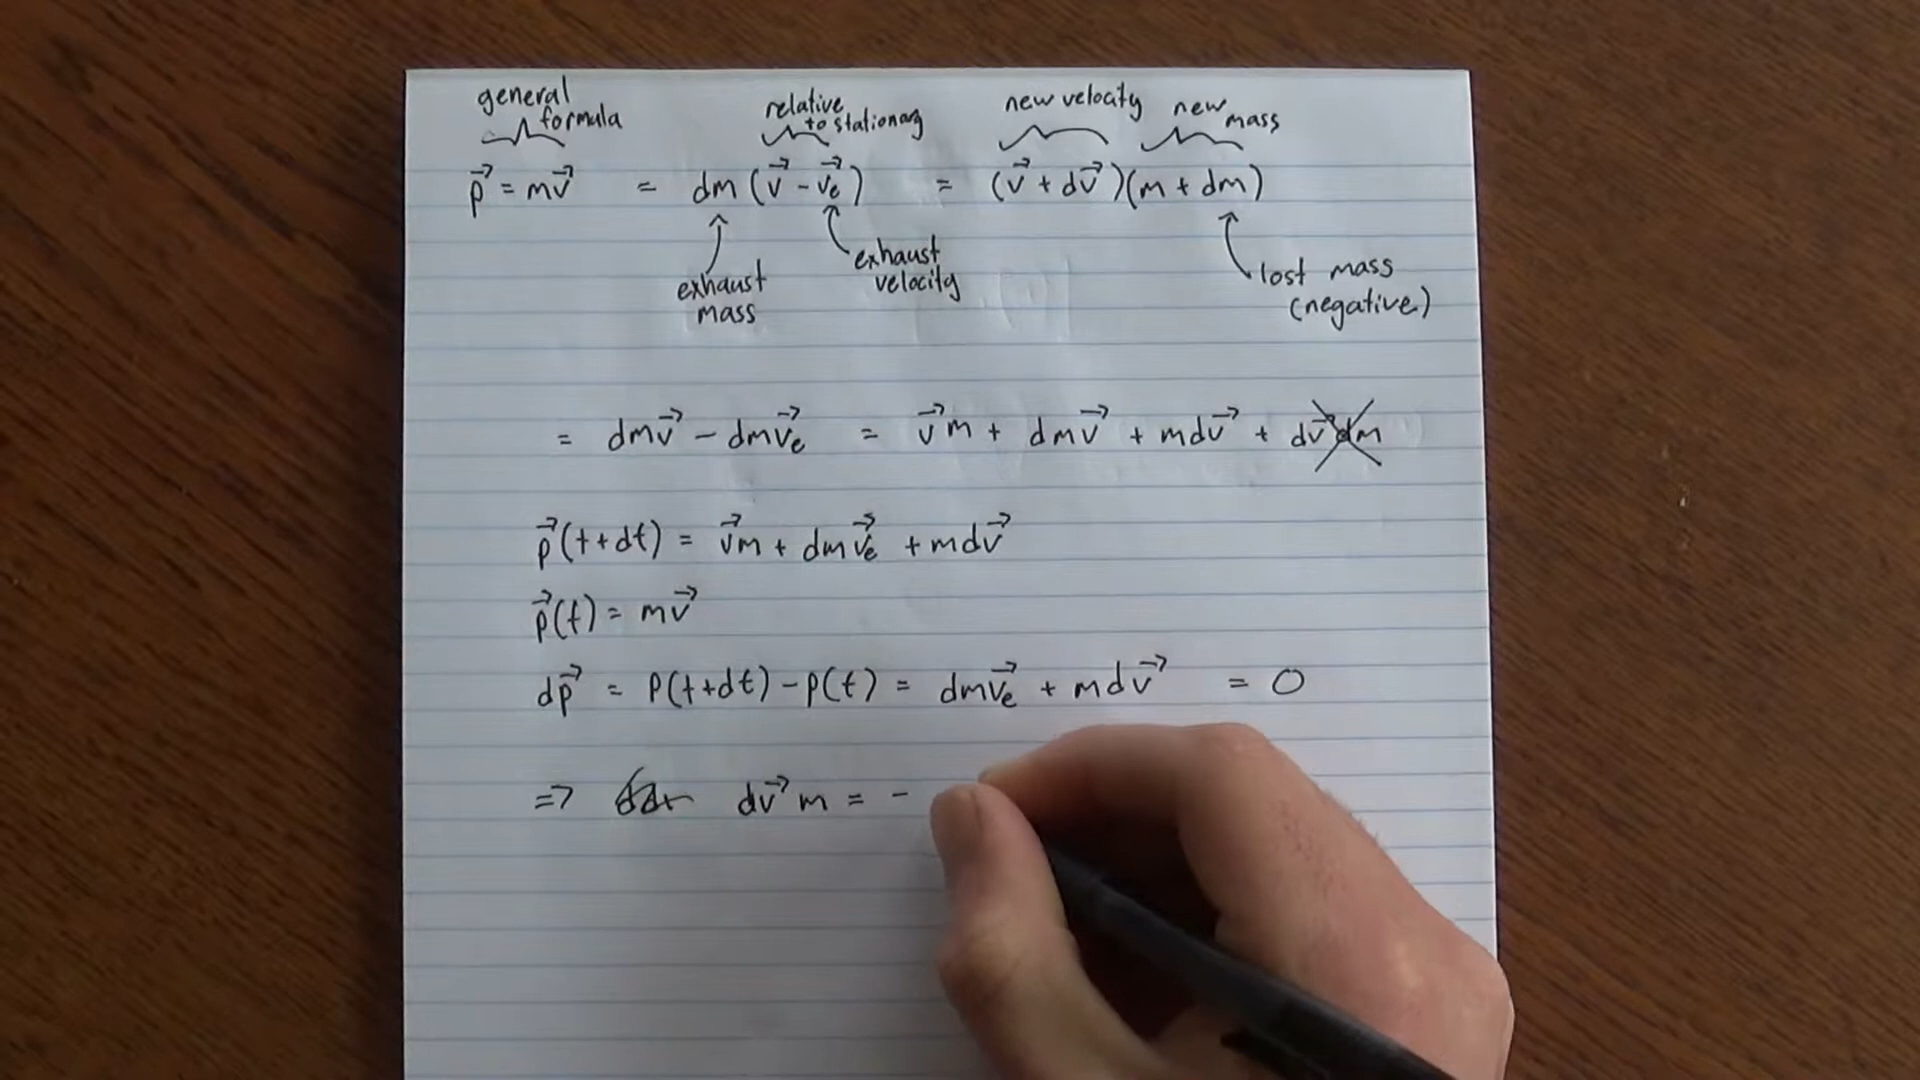 general formula
relative to stationary
new velocity
new mass
p⃗ = mv⃗ = dm (v⃗ - v⃗e) = (v⃗ + dv⃗)(m + dm)
exhaust mass
exhaust velocity
lost mass (negative)
= dmv⃗ - dmv⃗e = v⃗m + dmv⃗ + mdv⃗ + dv⃗dm
p⃗(t+dt) = v⃗m + dmv⃗e + mdv⃗
p⃗(t) = mv⃗
dp⃗ = P(t+dt) - p(t) = dmv⃗e + mdv⃗ = 0
=> dv⃗ m = -